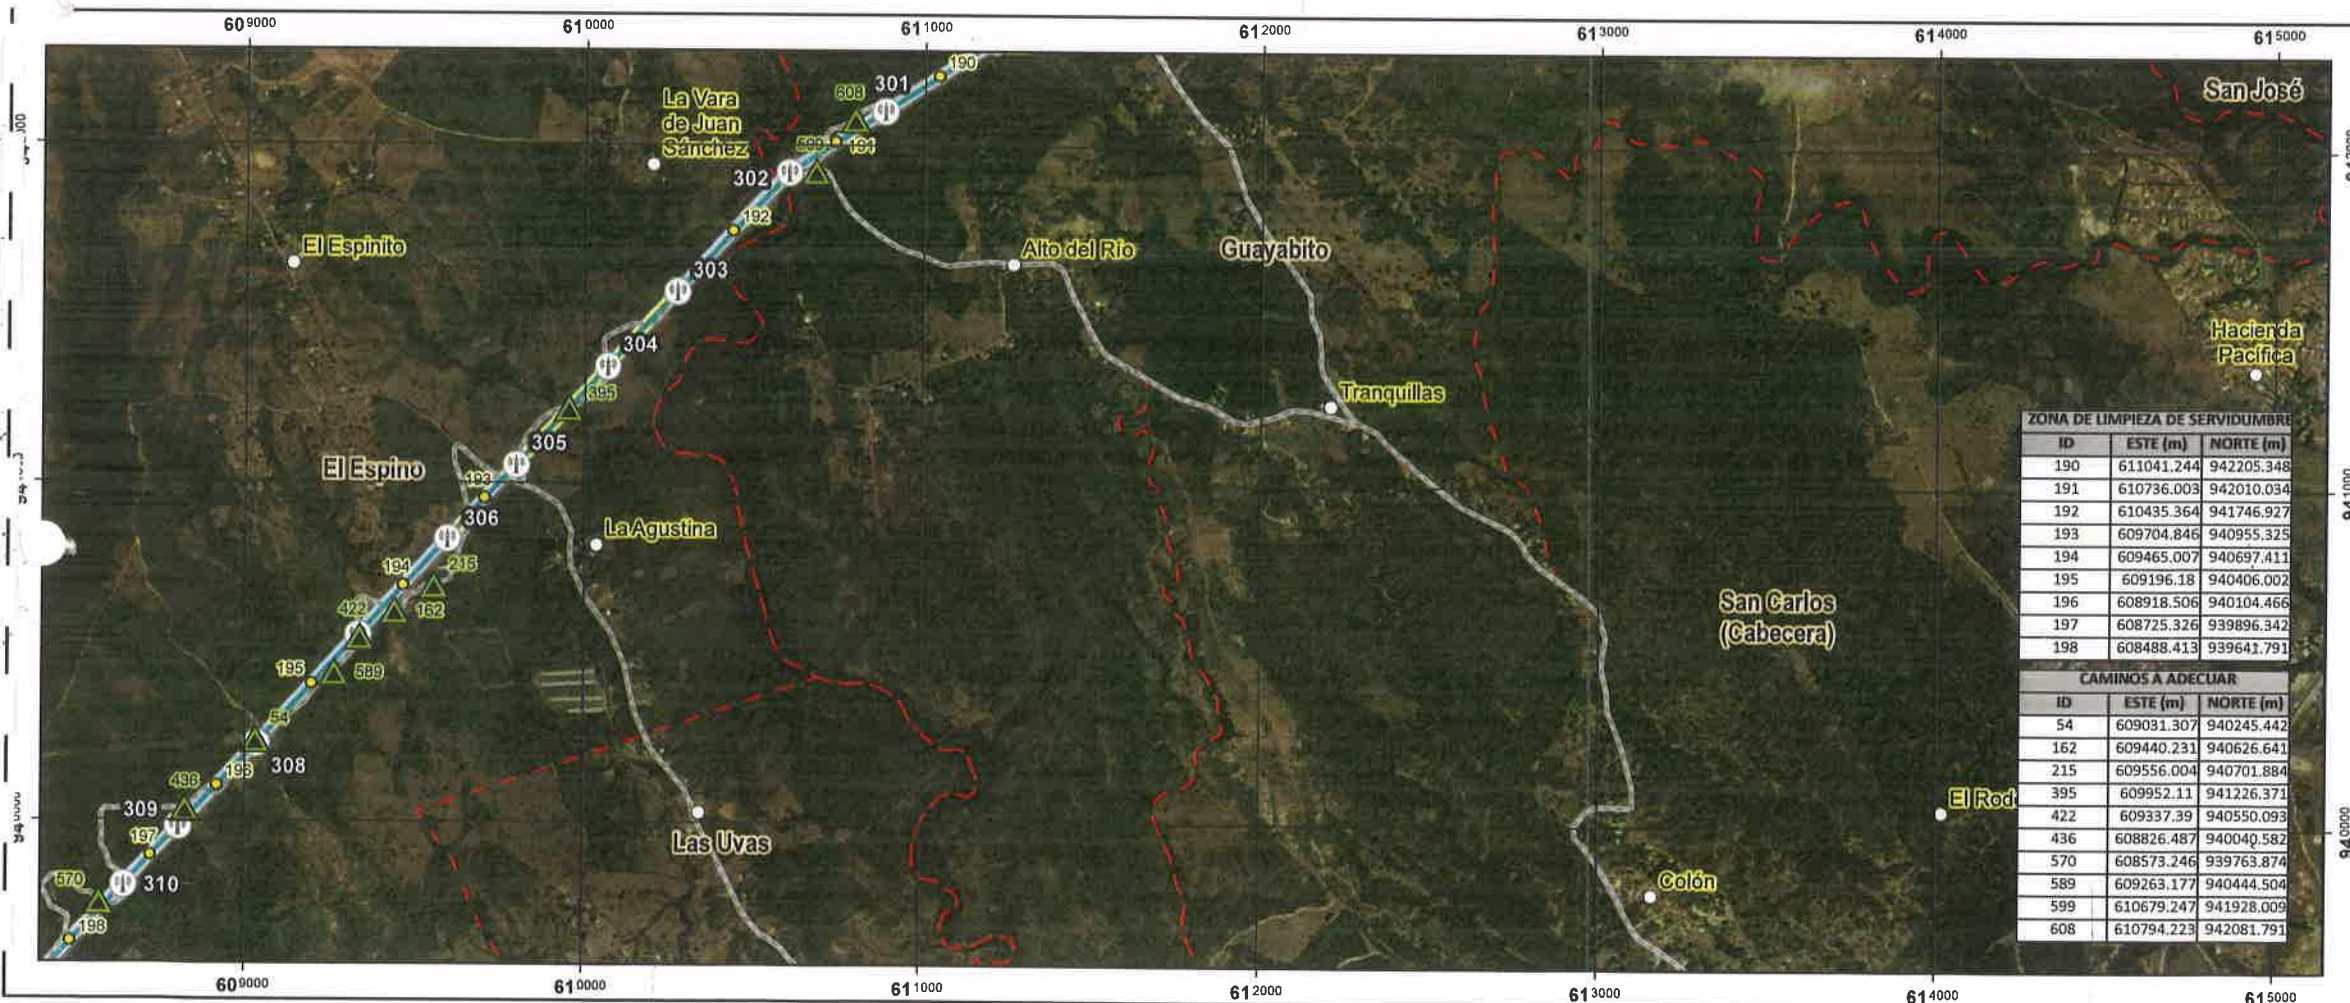 609000 610000 611000 612000 613000 614000 615000
190
301
608
San José
La Vara
de Juan
Sánchez
599 191
302
192
El Espinito
Alto del Río
Guayabito
303
Hacienda
Pacífica
304
395
Tranquillas
305
El Espino
193
306
La Agustina
194
215
422
162
San Carlos
(Cabecera)
195
589
54
308
436
196
309
197
El Rod
Las Uvas
570
310
Colón
198
ZONA DE LIMPIEZA DE SERVIDUMBRE
ID ESTE (m) NORTE (m)
190 611041.244 942205.348
191 610736.003 942010.034
192 610435.364 941746.927
193 609704.846 940955.325
194 609465.007 940697.411
195 609196.18 940406.002
196 608918.506 940104.466
197 608725.326 939896.342
198 608488.413 939641.791
CAMINOS A ADECUAR
ID ESTE (m) NORTE (m)
54 609031.307 940245.442
162 609440.231 940626.641
215 609556.004 940701.884
395 609952.11 941226.371
422 609337.39 940550.093
436 608826.487 940040.582
570 608573.246 939763.874
589 609263.177 940444.504
599 610679.247 941928.009
608 610794.223 942081.791
941000
940000
609000 610000 611000 612000 613000 614000 615000